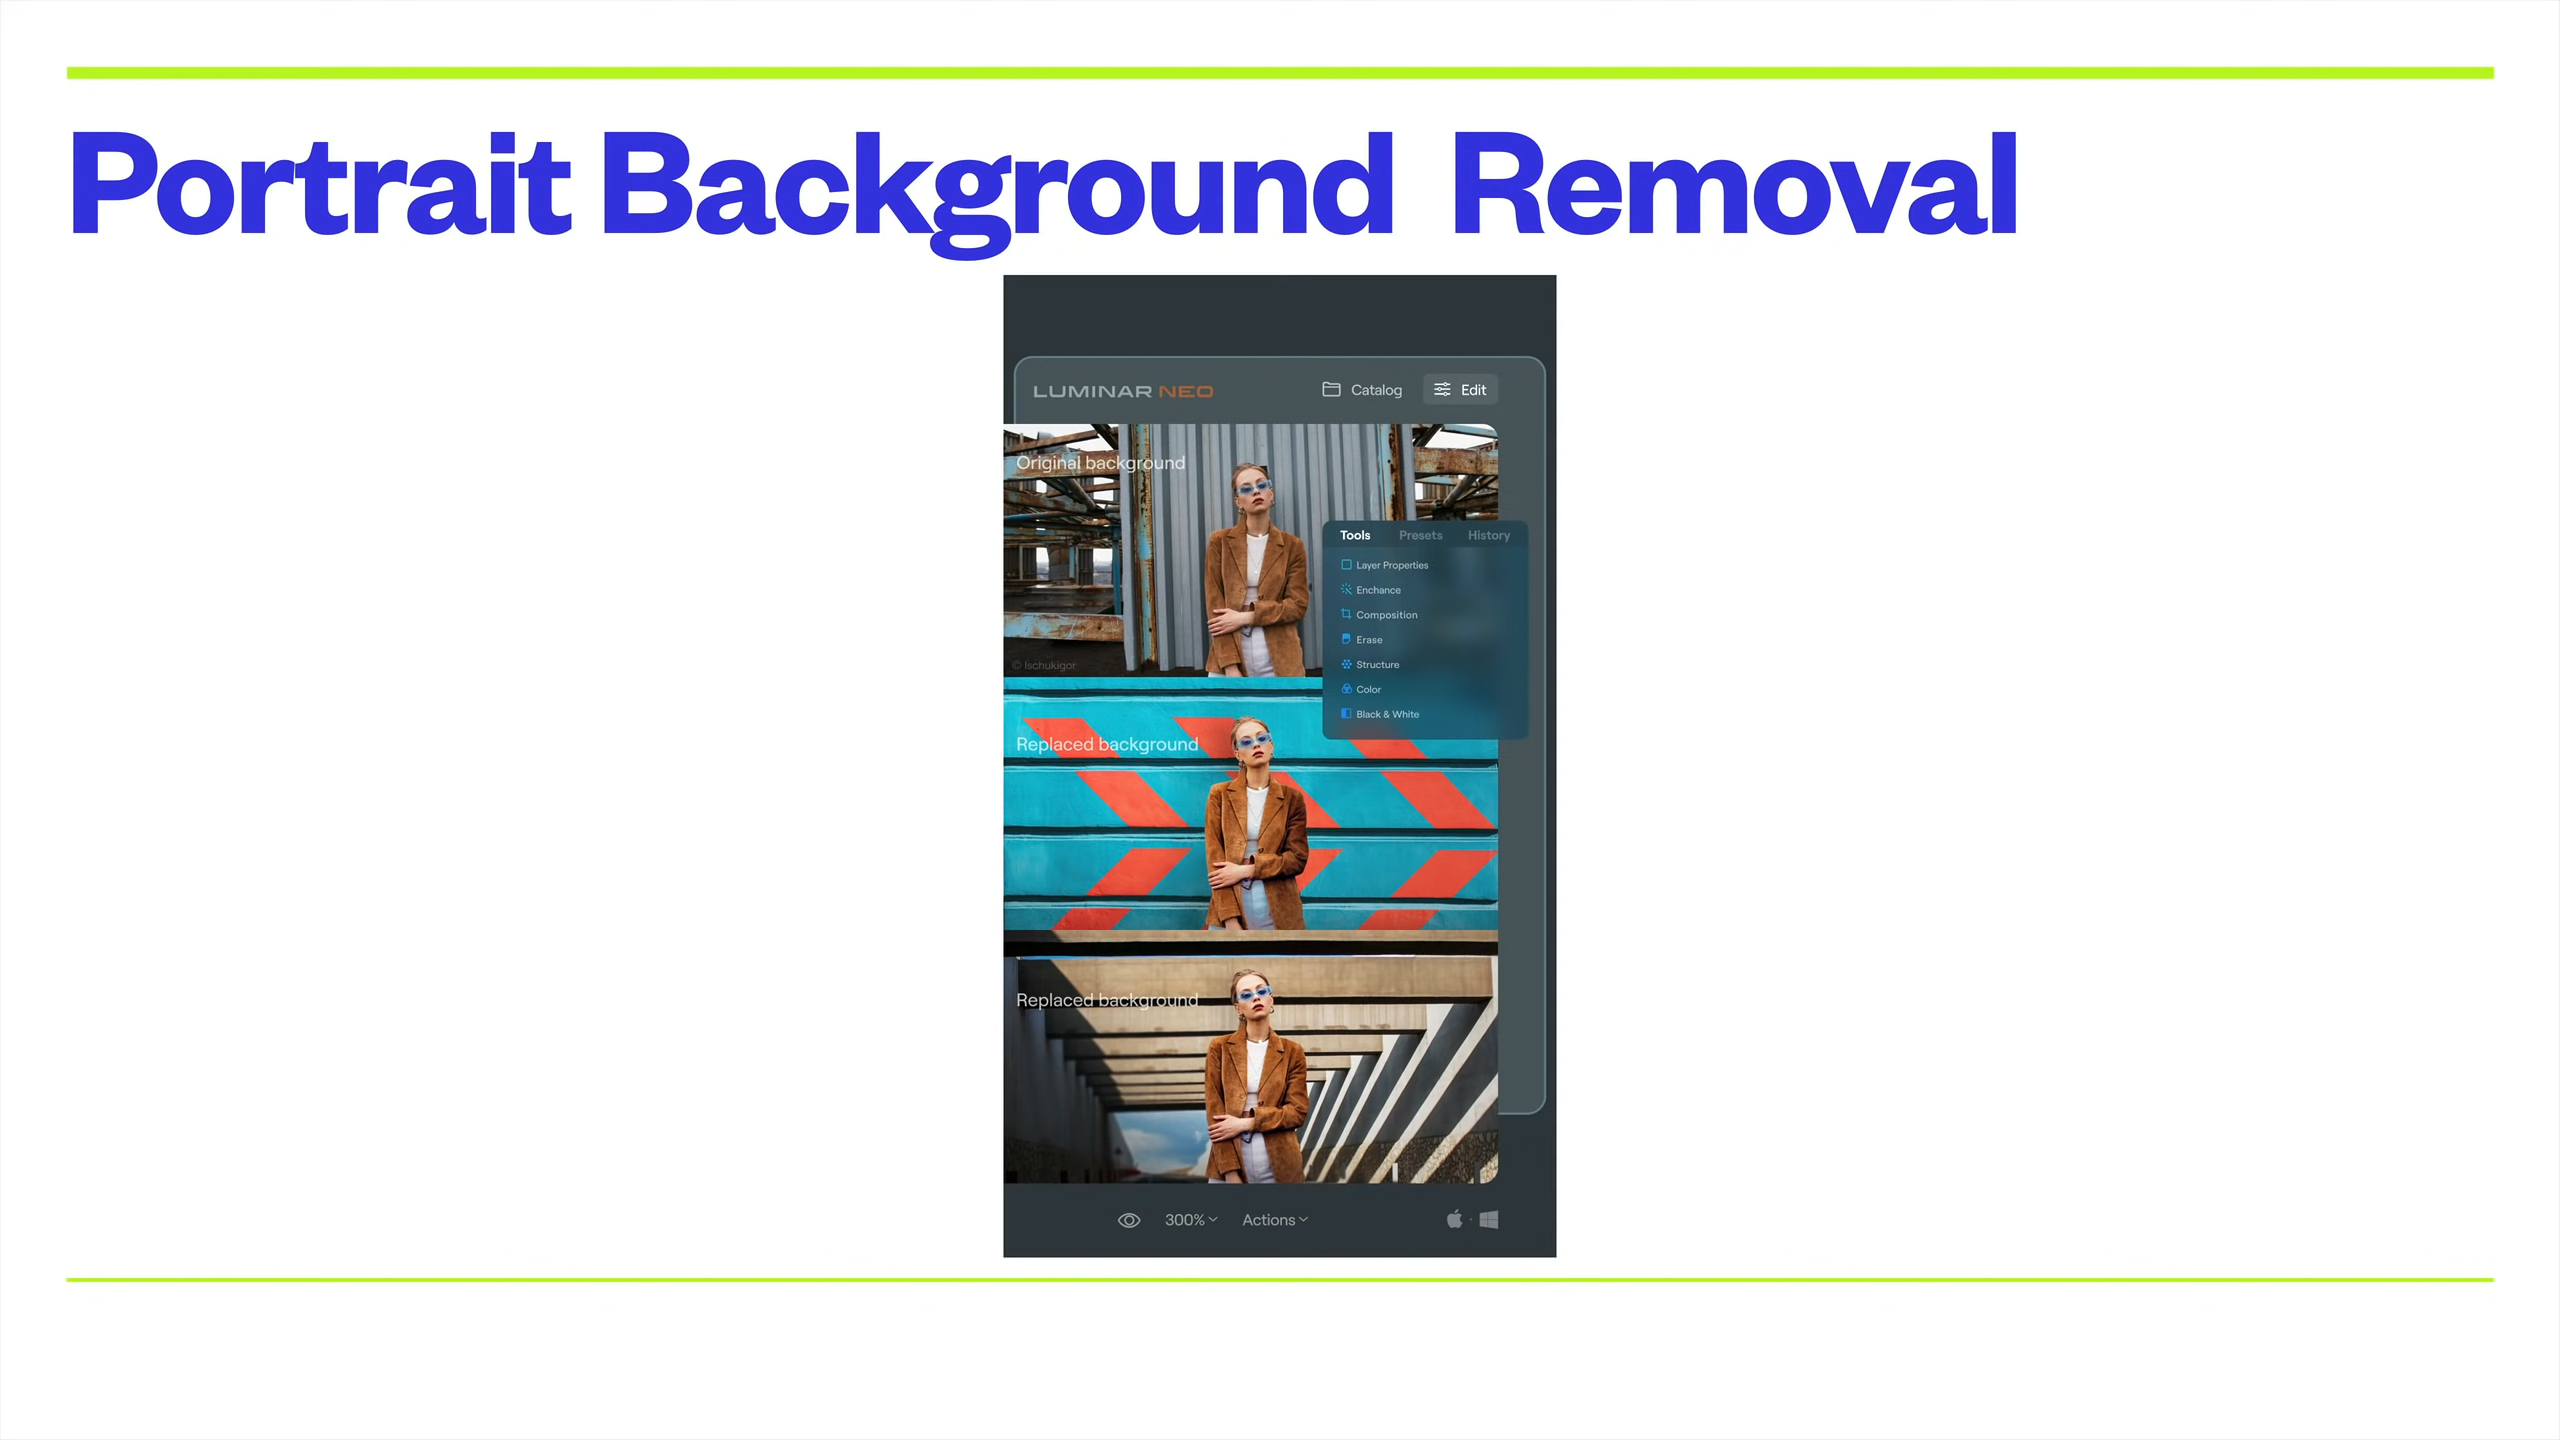 Portrait Background  Removal
LUMINAR NEO
Catalog
Edit
Original background
Tools Presets History
Layer Properties
Enchance
Composition
Erase
Structure
Color
Black & White
© Ischukigor
Replaced background
Replaced background
300%
Actions